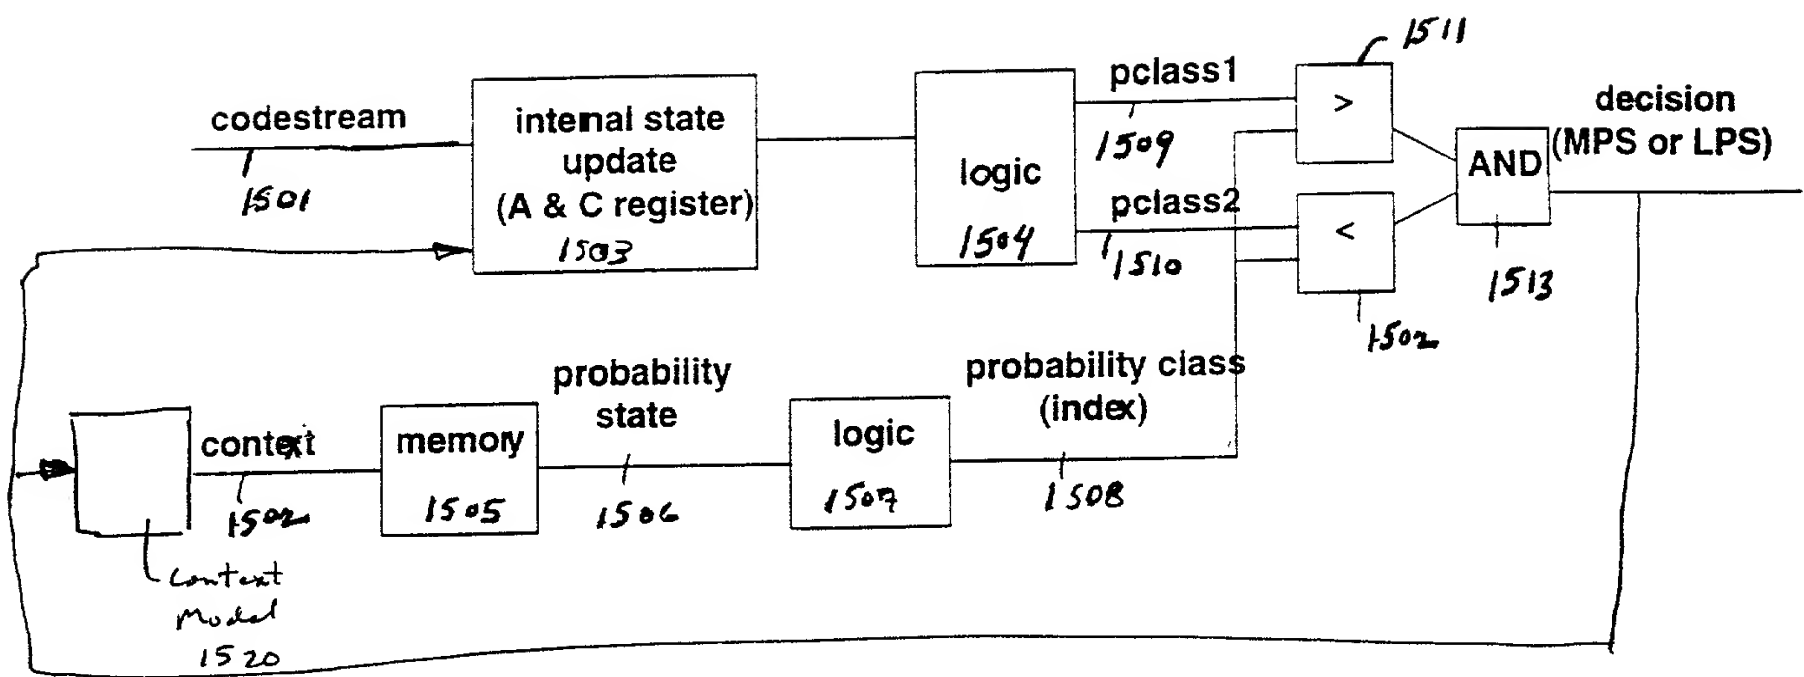 1511
pclass1
decision
(MPS or LPS)
codestream
internal state
update
(A & C register)
1503
>
AND
1509
logic
1504
1501
pclass2
<
1510
1513
1502
probability
state
probability class
(index)
context
memory
1505
logic
1507
1502
1506
1508
Context
Model
1520